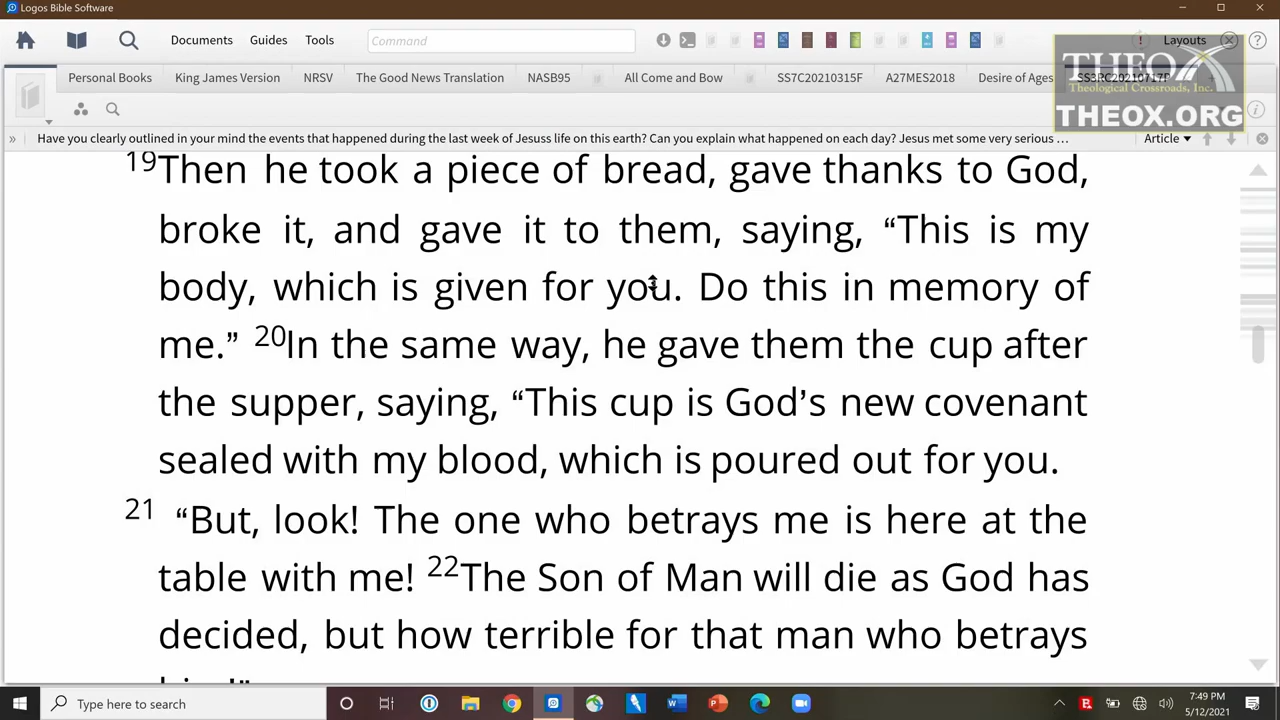 Logos Bible Software
Documents Guides Tools Command Layouts
Personal Books King James Version NRSV The Good News Translation NASB95 All Come and Bow SS7C20210315F A27MES2018 Desire of Ages SS3RC20210717P
THEOX
Theological Crossroads, Inc.
THEOX.ORG
Have you clearly outlined in your mind the events that happened during the last week of Jesus' life on this earth? Can you explain what happened on each day? Jesus met some very serious … Article
19Then he took a piece of bread, gave thanks to God,
broke it, and gave it to them, saying, “This is my
body, which is given for you. Do this in memory of
me.” 20In the same way, he gave them the cup after
the supper, saying, “This cup is God’s new covenant
sealed with my blood, which is poured out for you.
21 “But, look! The one who betrays me is here at the
table with me! 22The Son of Man will die as God has
decided, but how terrible for that man who betrays
Type here to search
7:49 PM
5/12/2021